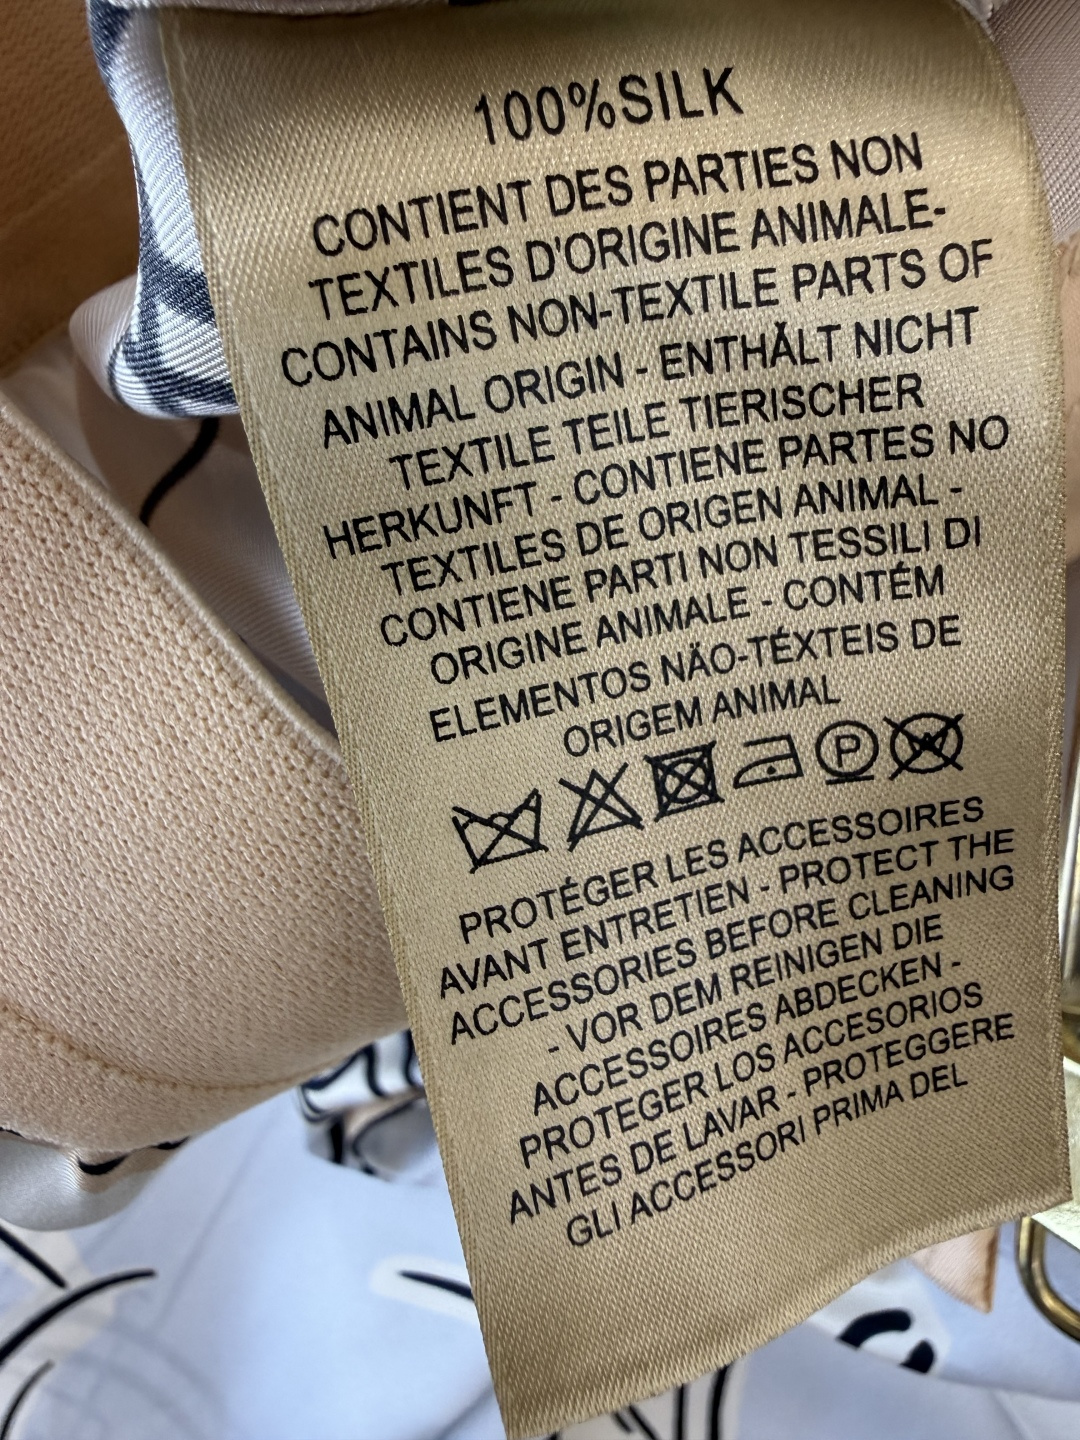 100%SILK
CONTIENT DES PARTIES NON
TEXTILES D'ORIGINE ANIMALE-
CONTAINS NON-TEXTILE PARTS OF
ANIMAL ORIGIN - ENTHÄLT NICHT
TEXTILE TEILE TIERISCHER
HERKUNFT - CONTIENE PARTES NO
TEXTILES DE ORIGEN ANIMAL -
CONTIENE PARTI NON TESSILI DI
ORIGINE ANIMALE - CONTÉM
ELEMENTOS NÄO-TÉXTEIS DE
ORIGEM ANIMAL
P W
PROTÉGER LES ACCESSOIRES
AVANT ENTRETIEN - PROTECT THE
ACCESSORIES BEFORE CLEANING
- VOR DEM REINIGEN DIE
ACCESSOIRES ABDECKEN -
PROTEGER LOS ACCESORIOS
ANTES DE LAVAR - PROTEGGERE
GLI ACCESSORI PRIMA DEL